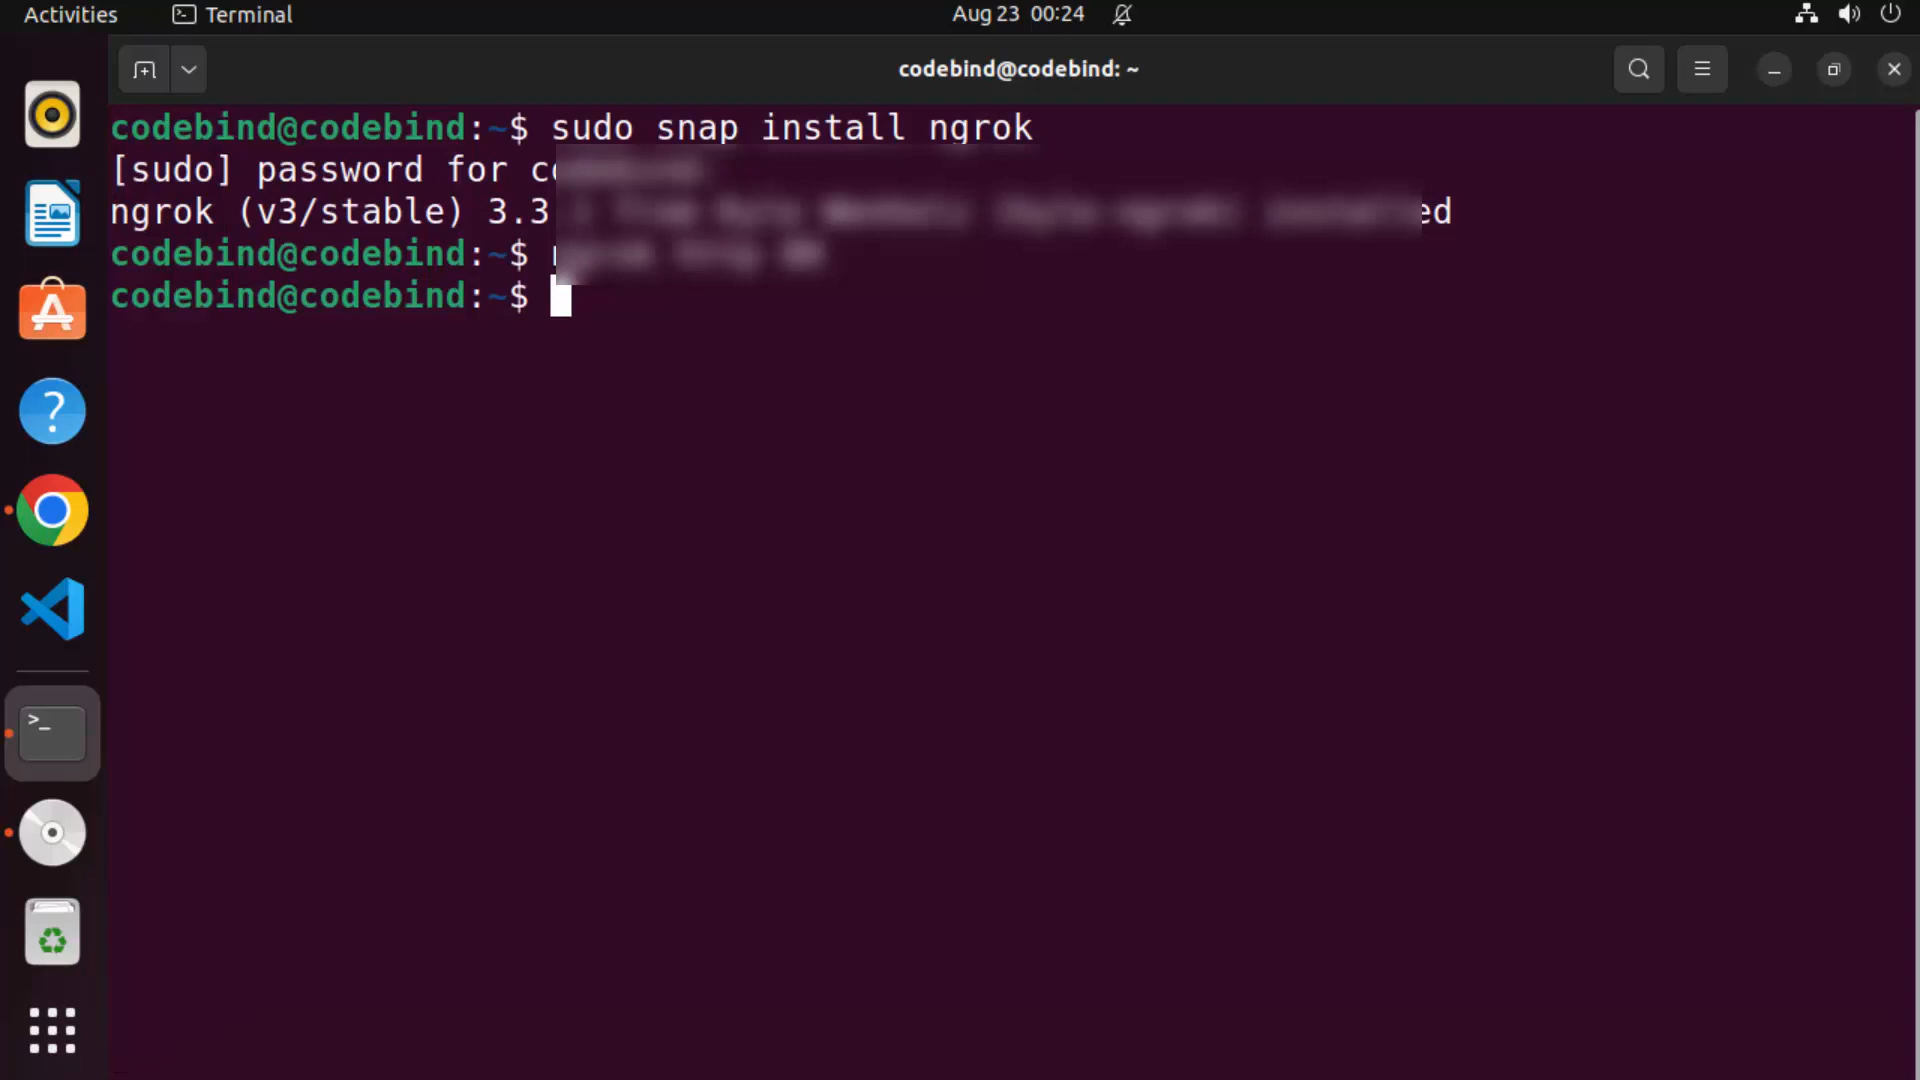 Activities Terminal Aug 23 00:24
codebind@codebind: ~
codebind@codebind:~$ sudo snap install ngrok
[sudo] password for
ngrok (v3/stable) 3.3
codebind@codebind:~$
codebind@codebind:~$